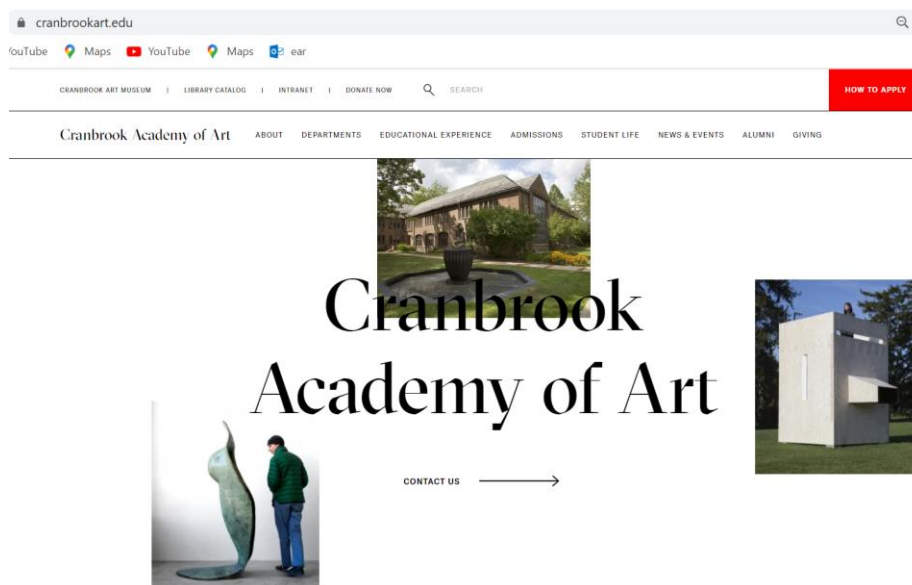 cranbrookart.edu
YouTube Maps YouTube Maps ear
CRANBROOK ART MUSEUM | LIBRARY CATALOG | INTRANET | DONATE NOW SEARCH HOW TO APPLY
Cranbrook Academy of Art ABOUT DEPARTMENTS EDUCATIONAL EXPERIENCE ADMISSIONS STUDENT LIFE NEWS & EVENTS ALUMNI GIVING
Cranbrook
Academy of Art
CONTACT US